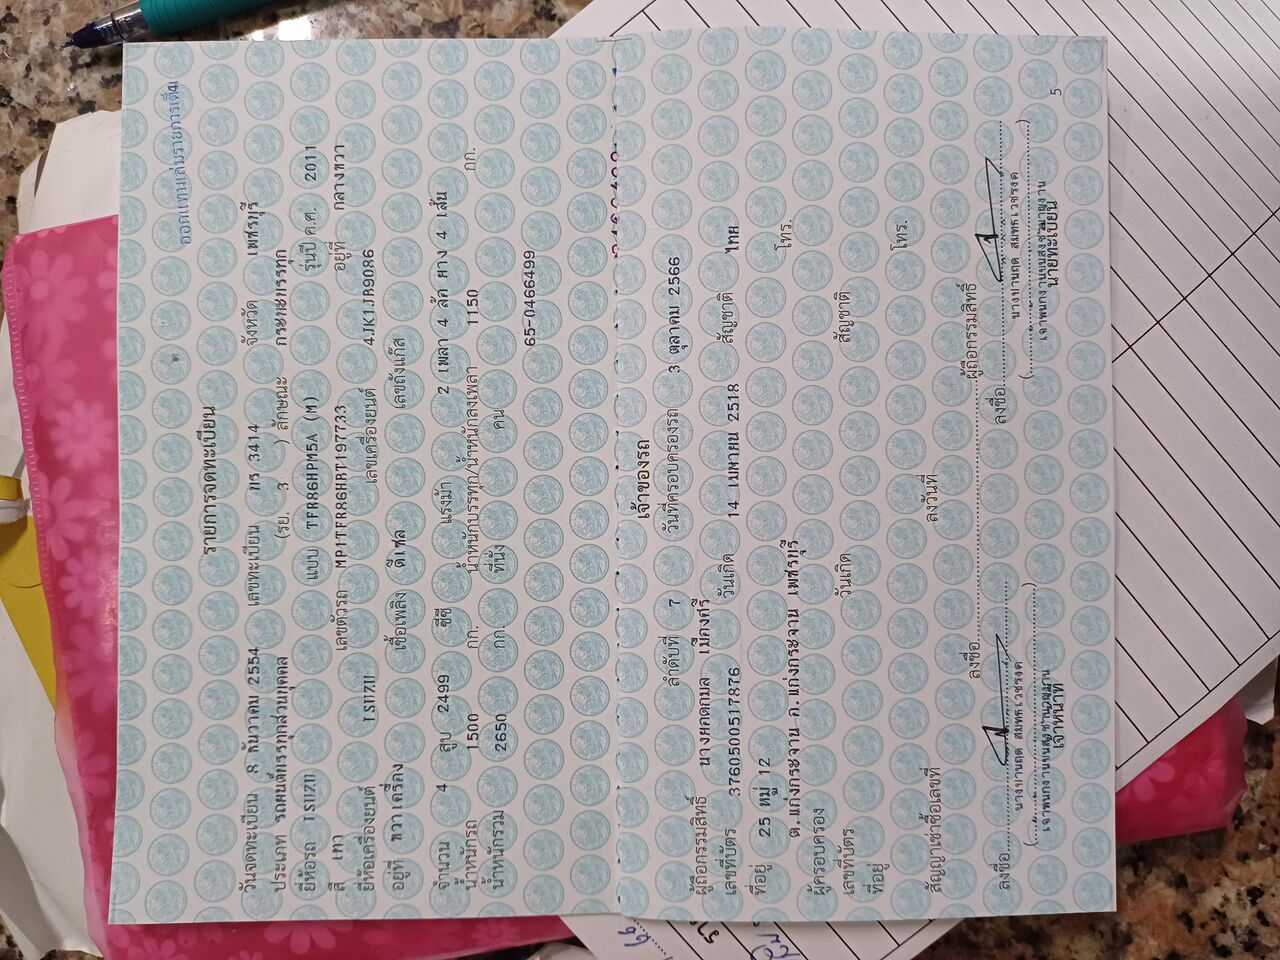 ออกแทนเล่มรายการเต็ม
4
รายการจดทะเบียน
วันจดทะเบียน 8 ธันวาคม 2554 เลขทะเบียน 3414 จังหวัด เพชรบุรี
ประเภท รถยนต์บรรทุกส่วนบุคคล (รย. 3 ) ลักษณะ กระบะบรรทุก
ยี่ห้อรถ ISUZU แบบ TFR86HPM5A (M) รุ่นปี ค.ศ. 2011
สี เทา เลขตัวรถ MP1TFR86HBT197733 อยู่ที่ กลางขวา
ยี่ห้อเครื่องยนต์ ISUZU เลขเครื่องยนต์ 4JK1JR9086
อยู่ที่ ขวาเครื่อง เชื้อเพลิง ดีเซล เลขถังแก๊ส
จำนวน 4 สูบ 2499 ซีซี แรงม้า 2 เพลา 4 ล้อ ยาง 4 เส้น
น้ำหนักรถ 1500 กก. น้ำหนักบรรทุก/น้ำหนักลงเพลา 1150 กก.
น้ำหนักรวม 2650 กก. ที่นั่ง คน
65-0466499
เจ้าของรถ
ลำดับที่ 7 วันที่ครอบครองรถ 3 ตุลาคม 2566
ผู้ถือกรรมสิทธิ์
เลขที่บัตร 3760500517876 วันเกิด 14 เมษายน 2518 สัญชาติ ไทย
ที่อยู่ 25 หมู่ 12 โทร.
ต.แก่งกระจาน อ.แก่งกระจาน เพชรบุรี
ผู้ครอบครอง
เลขที่บัตร วันเกิด สัญชาติ
ที่อยู่ โทร.
สัญญาเช่าซื้อเลขที่ ลงวันที่
ลงชื่อ ผู้ถือกรรมสิทธิ์
ลงชื่อ ลงชื่อ
เจ้าหน้าที่ นายทะเบียน
5